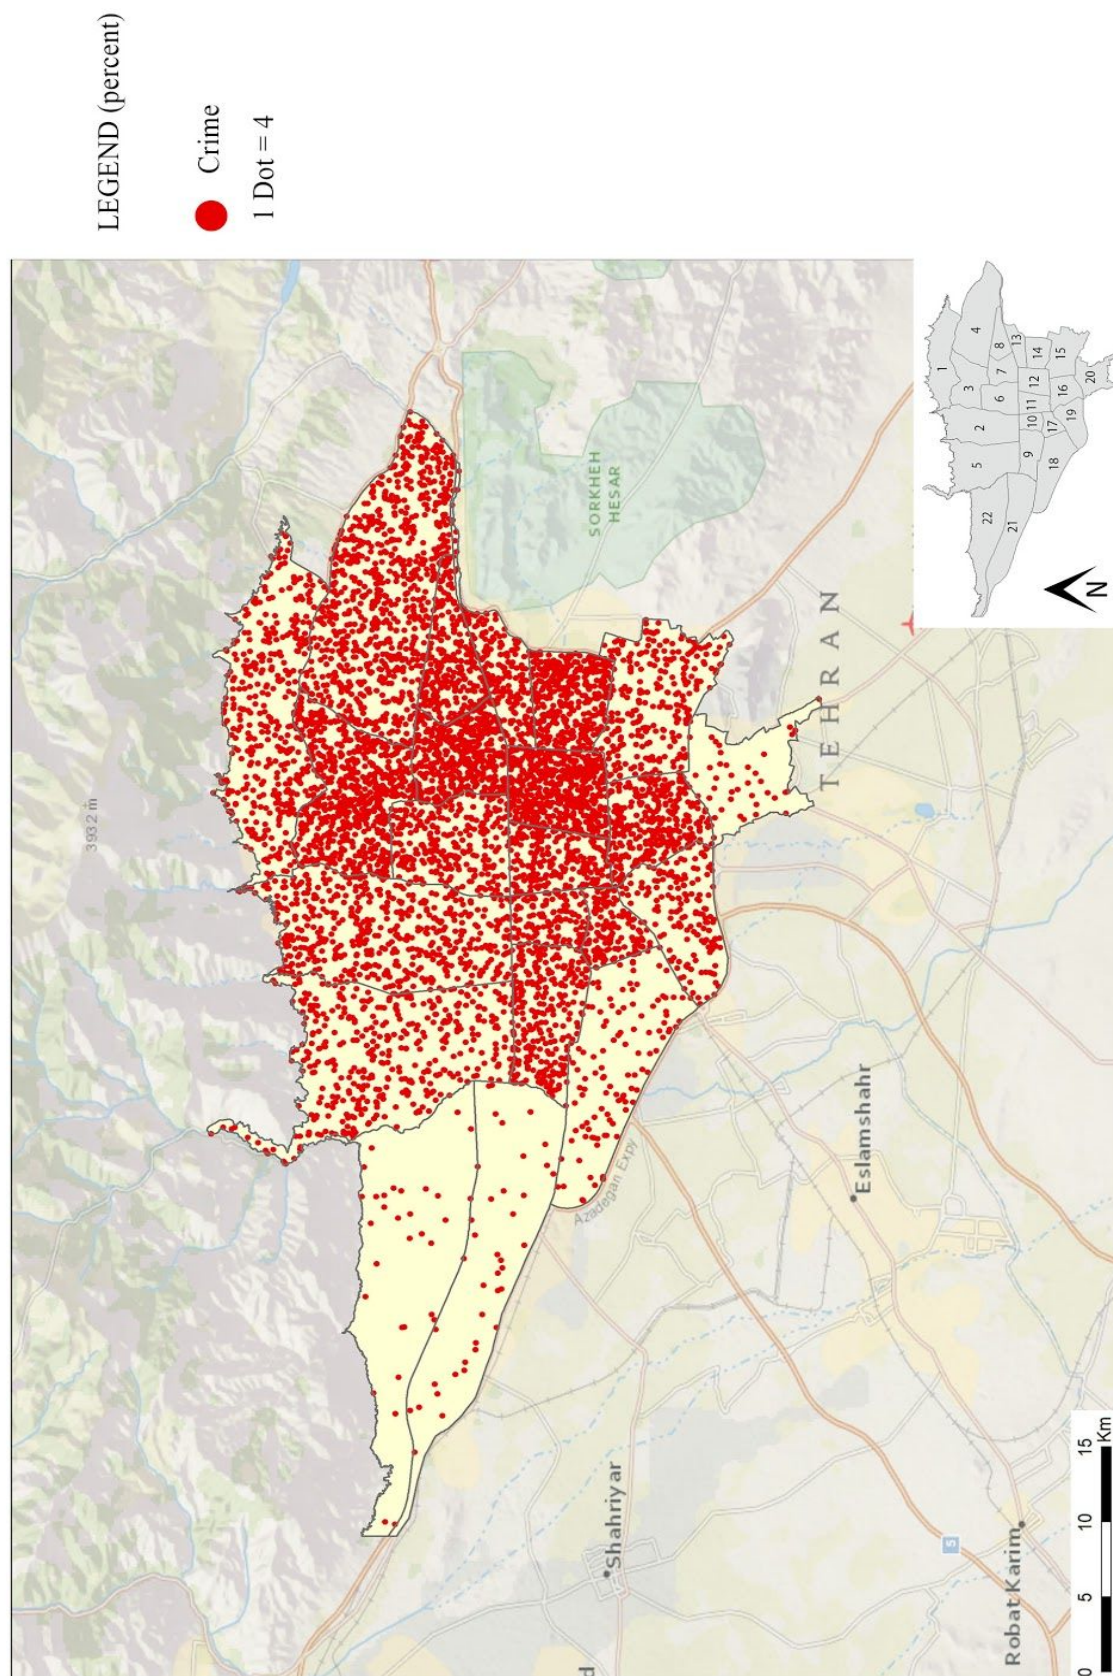 LEGEND (percent)
Crime
1 Dot = 4
3932 m
SORKHEH
HESAR
TEHRAN
Azadegan Expy
Eslamshahr
Shahriyar
Robat Karim
5
d
0 5 10 15
Km
N
1
2
3
4
5
6
7
8
9
10
11
12
13
14
15
16
17
18
19
20
21
22